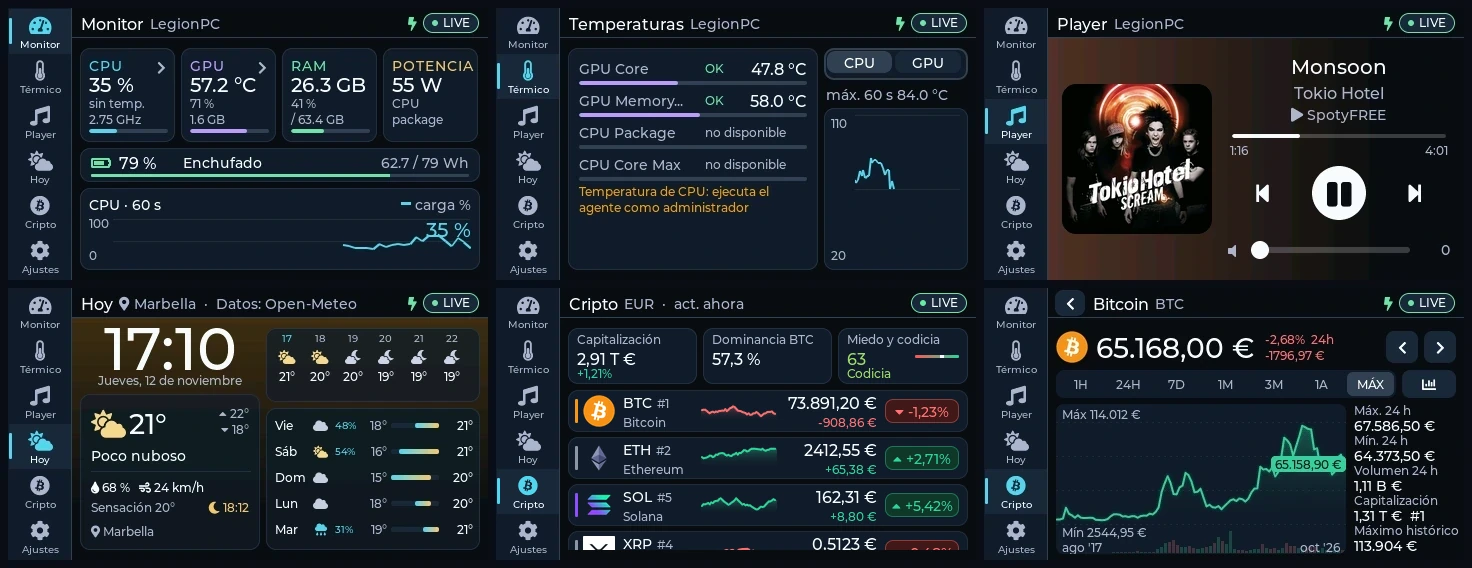 Monitor LegionPC LIVE
Monitor
Térmico
Player
Hoy
Cripto
Ajustes
CPU
35 %
sin temp.
2.75 GHz
GPU
57.2 °C
71 %
1.6 GB
RAM
26.3 GB
41 %
/ 63.4 GB
POTENCIA
55 W
CPU
package
79 % Enchufado 62.7 / 79 Wh
CPU · 60 s carga %
100
35 %
0
Temperaturas LegionPC LIVE
Monitor
Térmico
Player
Hoy
Cripto
Ajustes
GPU Core OK 47.8 °C
GPU Memory... OK 58.0 °C
CPU Package no disponible
CPU Core Max no disponible
Temperatura de CPU: ejecuta el
agente como administrador
CPU GPU
máx. 60 s 84.0 °C
110
20
Player LegionPC LIVE
Monitor
Térmico
Player
Hoy
Cripto
Ajustes
Tokio Hotel
SCREAM
Monsoon
Tokio Hotel
SpotyFREE
1:16 4:01
0
Hoy Marbella · Datos: Open-Meteo LIVE
Monitor
Térmico
Player
Hoy
Cripto
Ajustes
17:10
Jueves, 12 de noviembre
21°
22°
18°
Poco nuboso
68 % 24 km/h
Sensación 20° 18:12
Marbella
17 18 19 20 21 22
21° 20° 20° 19° 19° 19°
Vie 48% 18° 21°
Sáb 54% 16° 21°
Dom 15° 20°
Lun 18° 20°
Mar 31% 19° 21°
Cripto EUR · act. ahora LIVE
Monitor
Térmico
Player
Hoy
Cripto
Ajustes
Capitalización
2,91 T €
+1,21%
Dominancia BTC
57,3 %
Miedo y codicia
63
Codicia
BTC #1 73.891,20 € -1,23%
Bitcoin -908,86 €
ETH #2 2412,55 € +2,71%
Ethereum +65,38 €
SOL #5 162,31 € +5,42%
Solana +8,80 €
XRP #4 0,5123 €
Bitcoin BTC LIVE
Monitor
Térmico
Player
Hoy
Cripto
Ajustes
65.168,00 €
-2,68% 24h
-1796,97 €
1H 24H 7D 1M 3M 1A MÁX
Máx 114.012 €
65.158,90 €
Mín 2544,95 €
ago '17 oct '26
Máx. 24 h
67.586,50 €
Mín. 24 h
64.373,50 €
Volumen 24 h
1,11 B €
Capitalización
1,31 T € #1
Máximo histórico
113.904 €